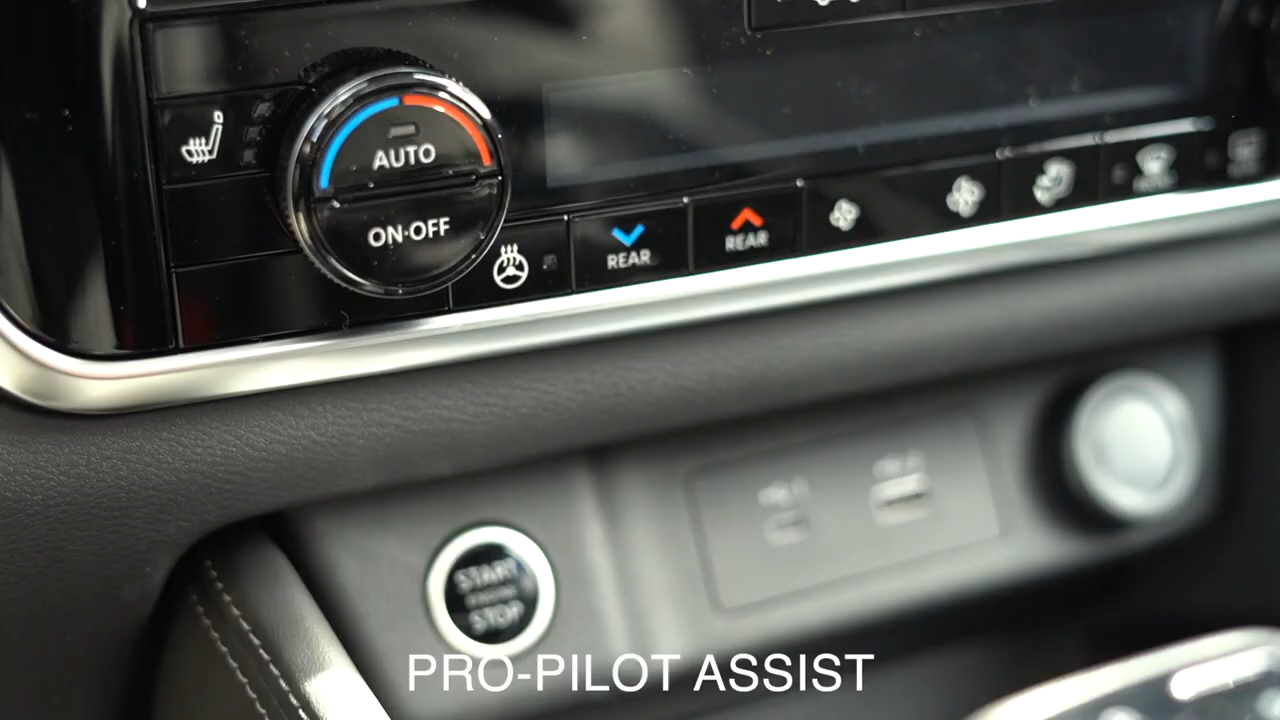 AUTO
ON·OFF
REAR
REAR
START
STOP
PRO-PILOT ASSIST